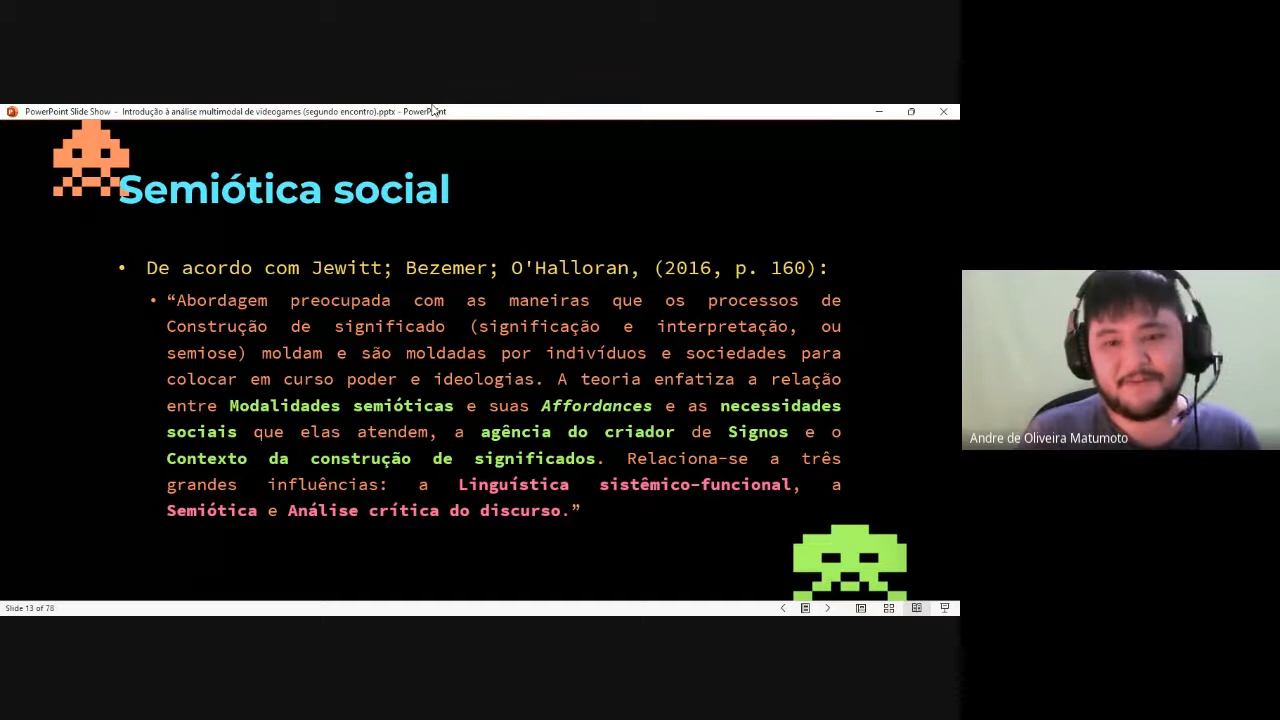 PowerPoint Slide Show - Introdução à análise multimodal de videogames (segundo encontro).pptx - PowerPoint
Semiótica social
• De acordo com Jewitt; Bezemer; O'Halloran, (2016, p. 160):
• “Abordagem preocupada com as maneiras que os processos de
Construção de significado (significação e interpretação, ou
semiose) moldam e são moldadas por indivíduos e sociedades para
colocar em curso poder e ideologias. A teoria enfatiza a relação
entre Modalidades semióticas e suas Affordances e as necessidades
sociais que elas atendem, a agência do criador de Signos e o
Contexto da construção de significados. Relaciona-se a três
grandes influências: a Linguística sistêmico-funcional, a
Semiótica e Análise crítica do discurso.”
Andre de Oliveira Matumoto
Slide 13 of 78